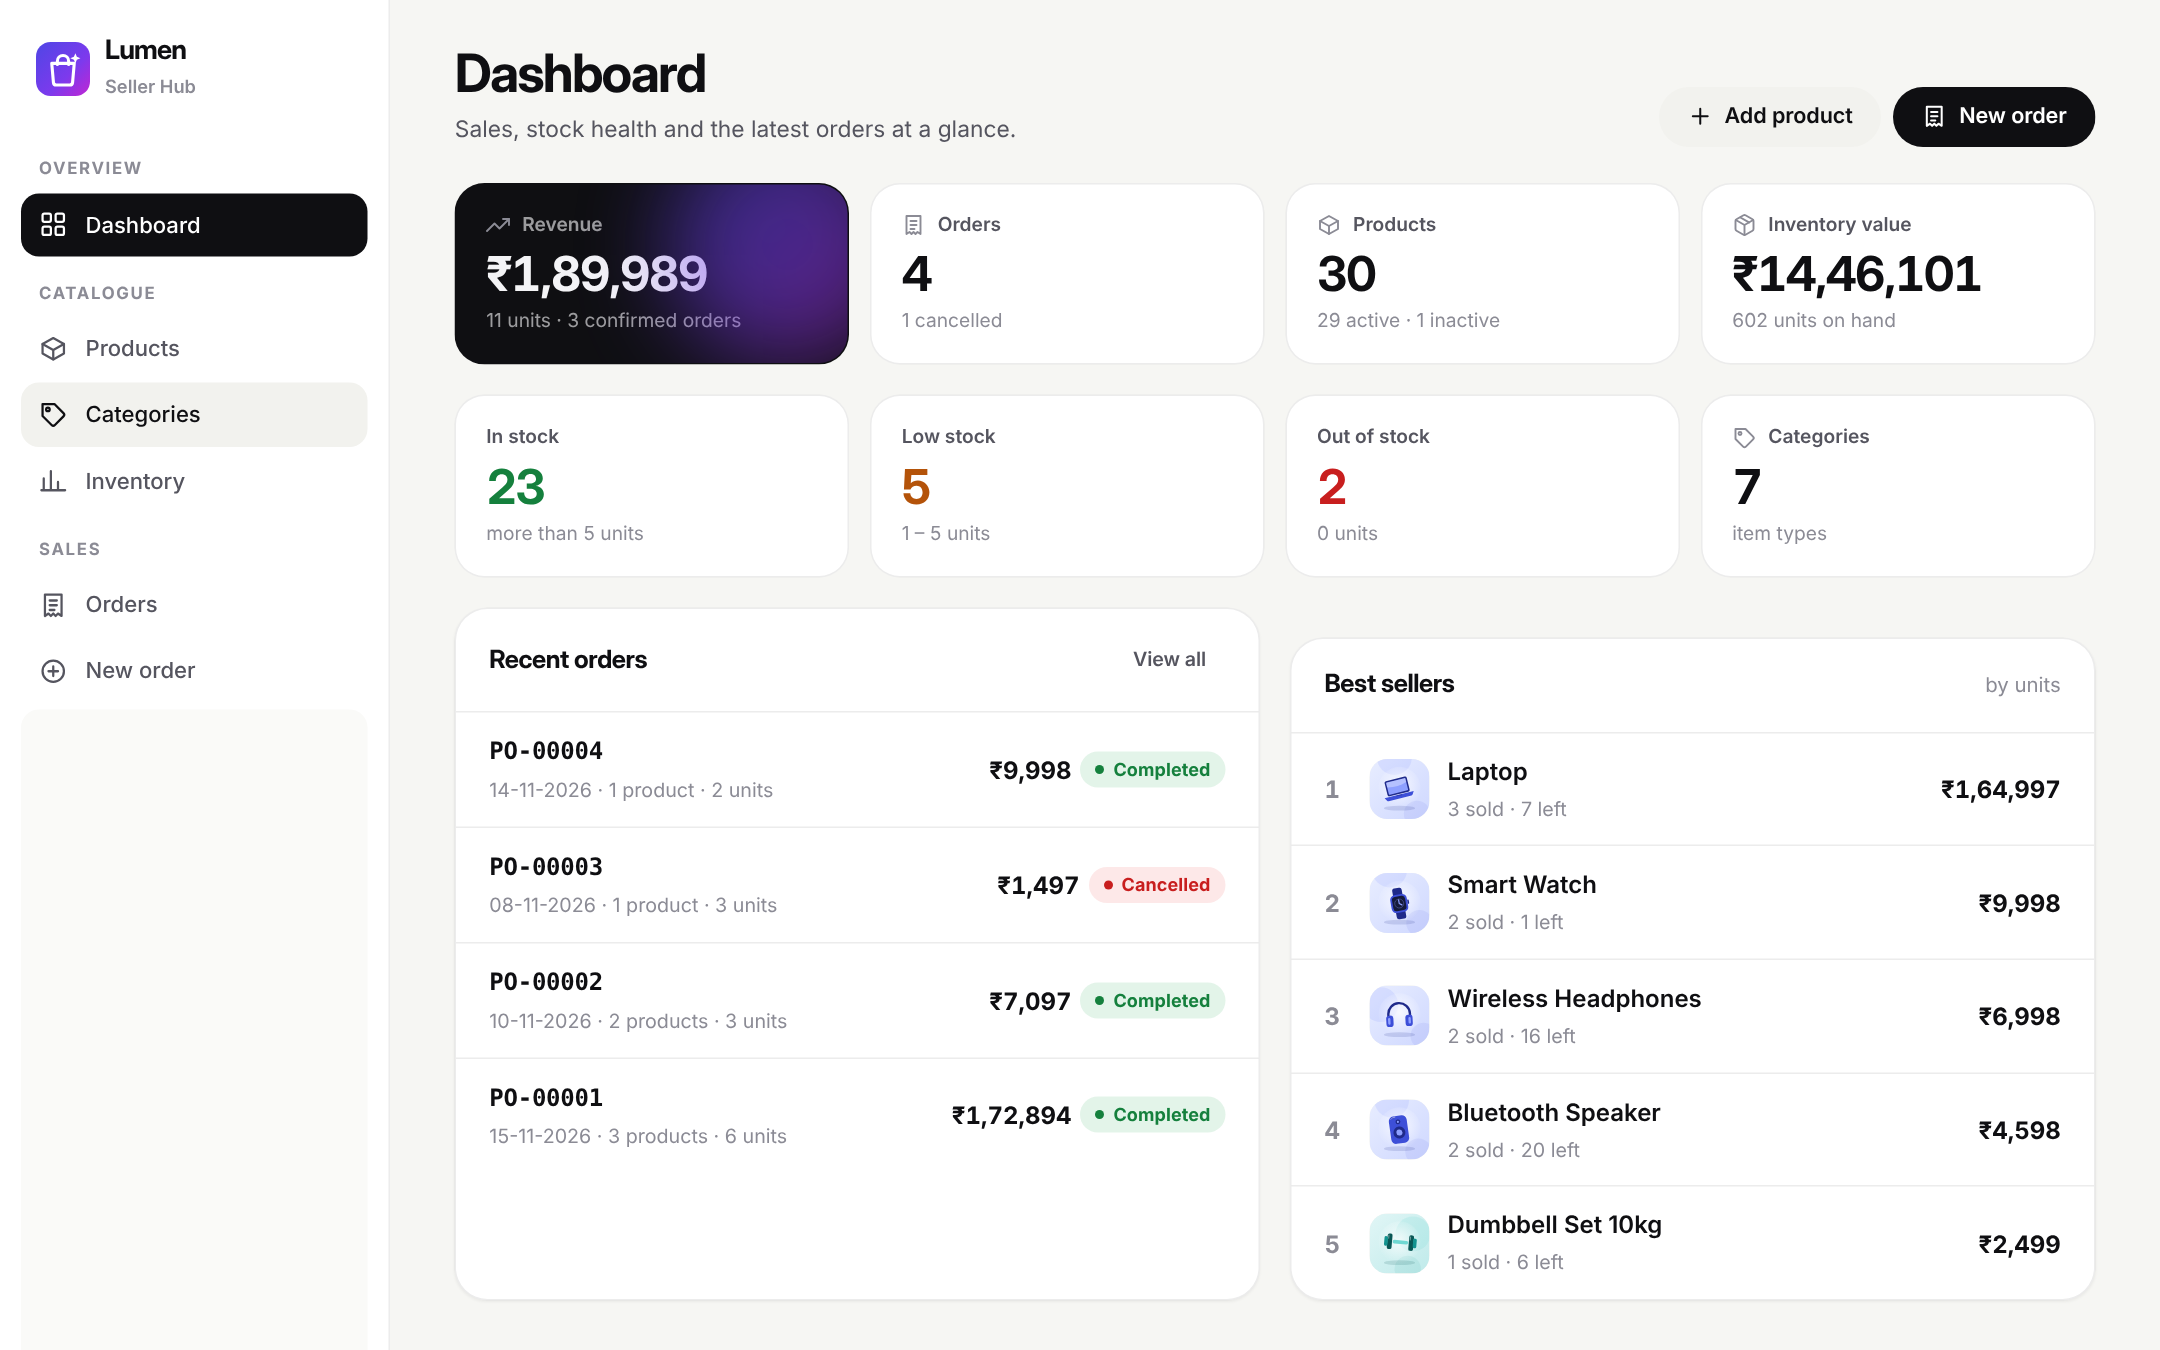 Lumen
Seller Hub
OVERVIEW
Dashboard
CATALOGUE
Products
Categories
Inventory
SALES
Orders
New order
Dashboard
Sales, stock health and the latest orders at a glance.
Add product
New order
Revenue
₹1,89,989
11 units · 3 confirmed orders
Orders
4
1 cancelled
Products
30
29 active · 1 inactive
Inventory value
₹14,46,101
602 units on hand
In stock
23
more than 5 units
Low stock
5
1 – 5 units
Out of stock
2
0 units
Categories
7
item types
Recent orders
View all
PO-00004
14-11-2026 · 1 product · 2 units
₹9,998
Completed
PO-00003
08-11-2026 · 1 product · 3 units
₹1,497
Cancelled
PO-00002
10-11-2026 · 2 products · 3 units
₹7,097
Completed
PO-00001
15-11-2026 · 3 products · 6 units
₹1,72,894
Completed
Best sellers
by units
1
Laptop
3 sold · 7 left
₹1,64,997
2
Smart Watch
2 sold · 1 left
₹9,998
3
Wireless Headphones
2 sold · 16 left
₹6,998
4
Bluetooth Speaker
2 sold · 20 left
₹4,598
5
Dumbbell Set 10kg
1 sold · 6 left
₹2,499